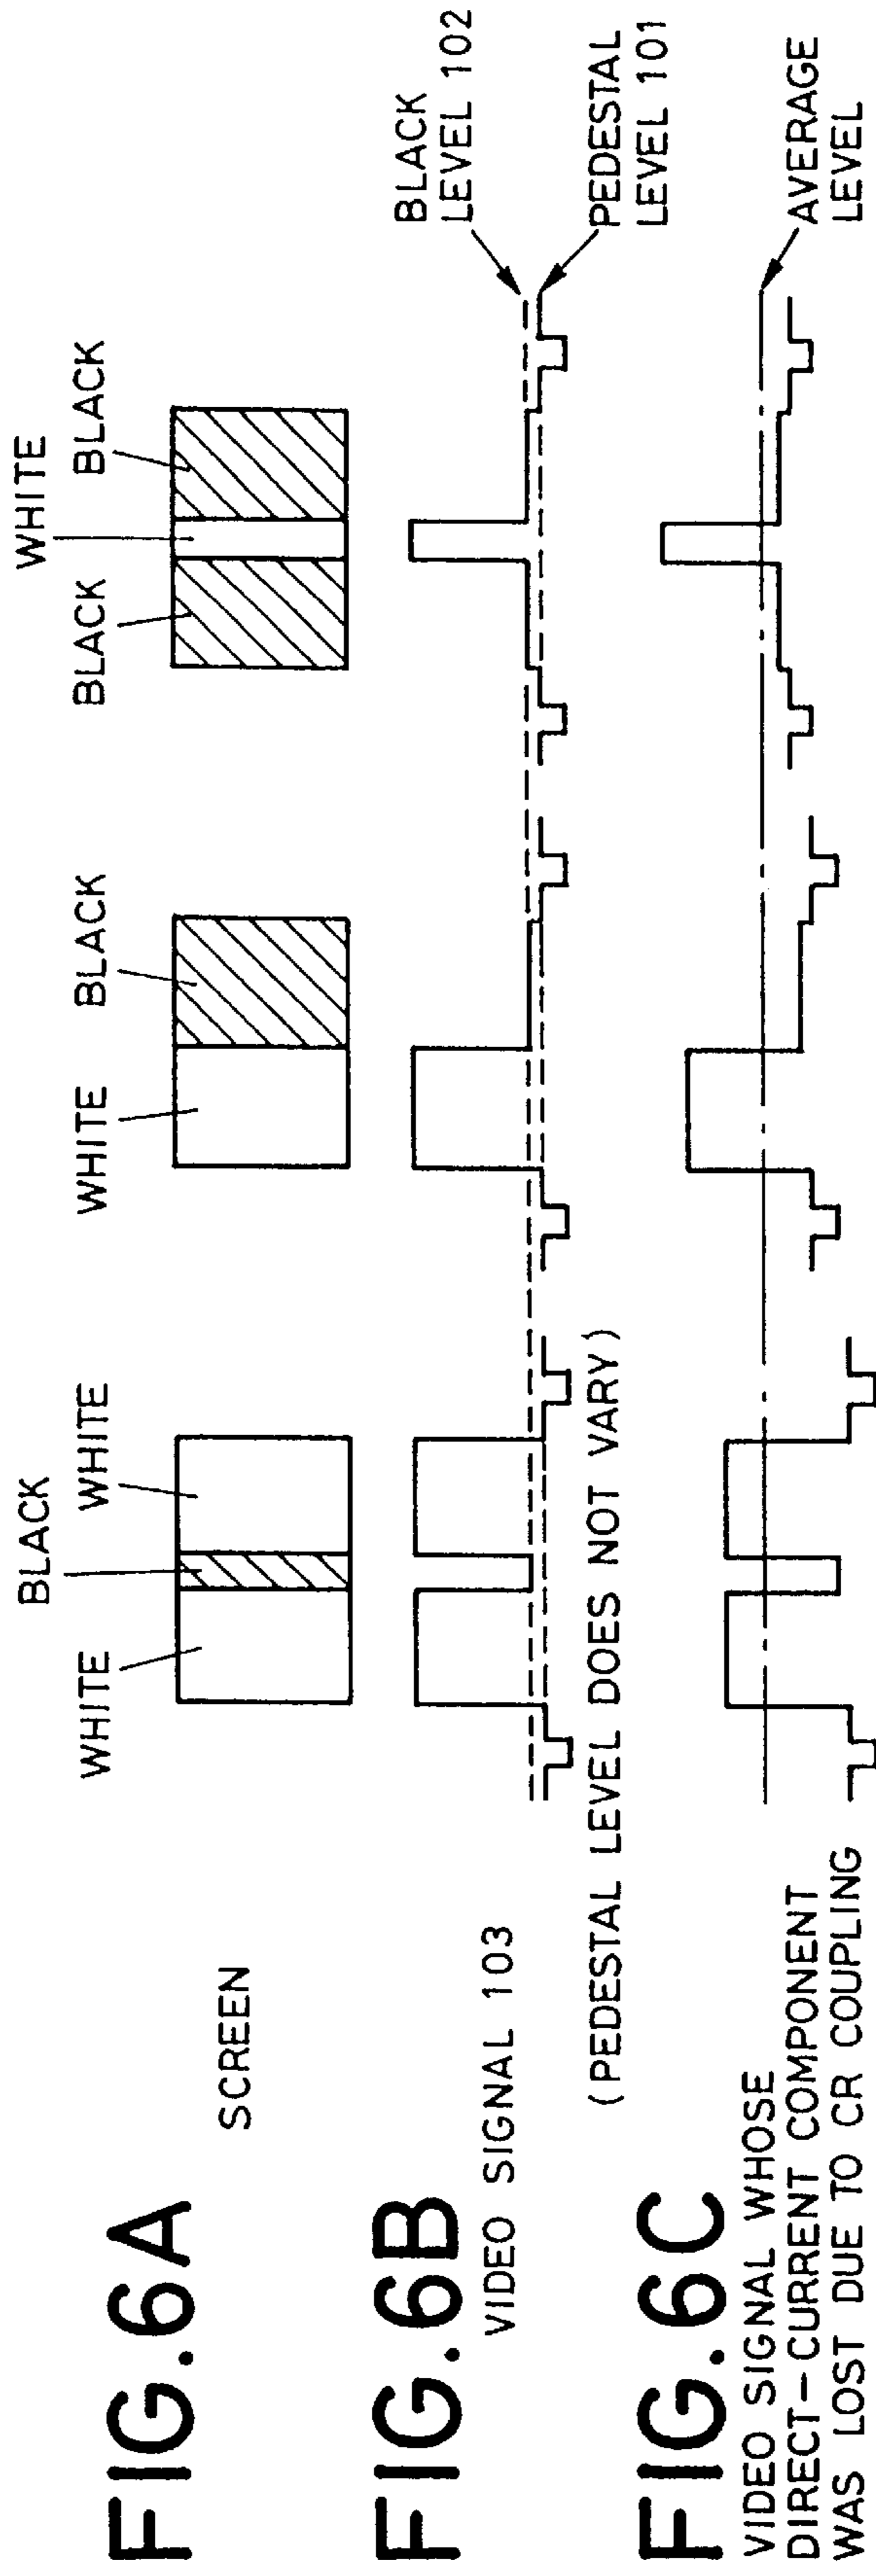 FIG.6A
SCREEN
BLACK
WHITE
WHITE
WHITE
BLACK
WHITE
BLACK
BLACK
FIG.6B
VIDEO SIGNAL 103
BLACK
LEVEL 102
PEDESTAL
LEVEL 101
(PEDESTAL LEVEL DOES NOT VARY)
FIG.6C
VIDEO SIGNAL WHOSE
DIRECT-CURRENT COMPONENT
WAS LOST DUE TO CR COUPLING
AVERAGE
LEVEL